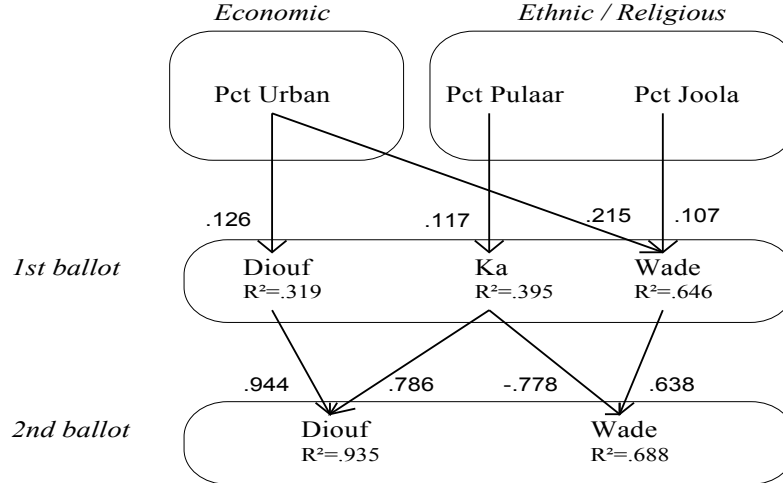 Economic
Ethnic / Religious
Pct Urban
Pct Pulaar
Pct Joola
.126
.117
.215
.107
1st ballot
Diouf
Ka
Wade
R²=.319
R²=.395
R²=.646
.944
.786
-.778
.638
2nd ballot
Diouf
Wade
R²=.935
R²=.688